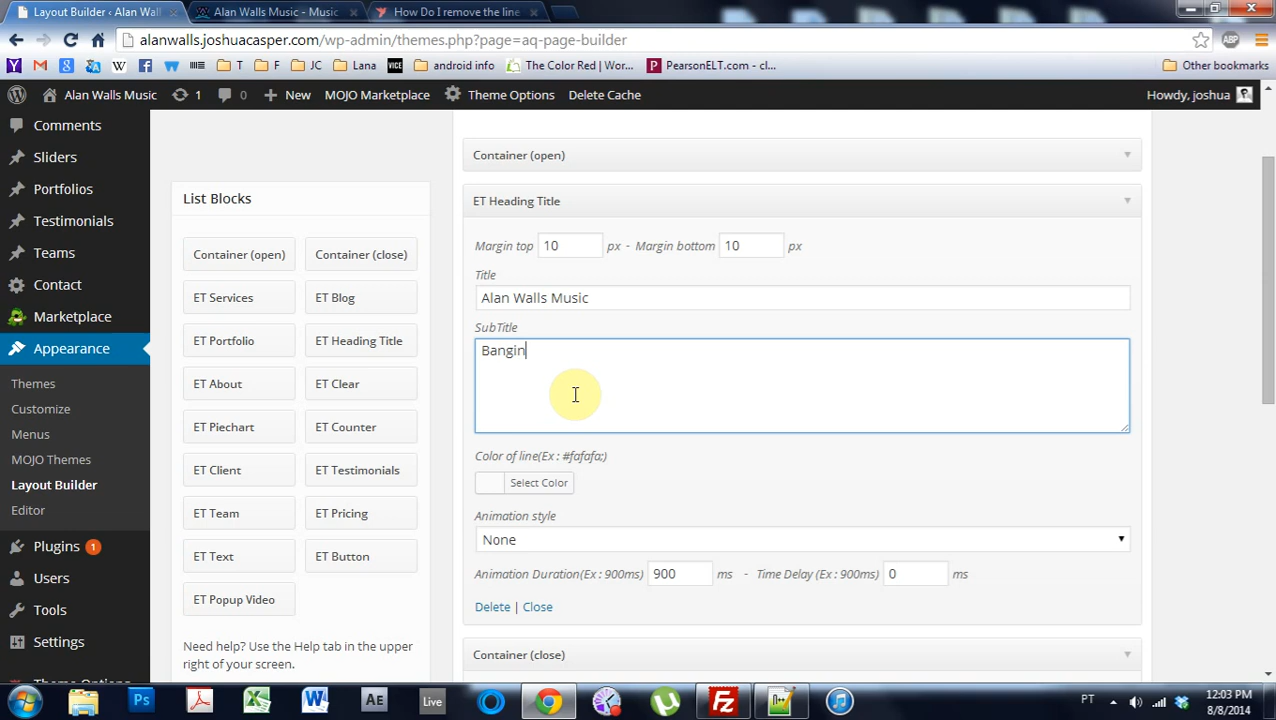 Layout Builder ‹ Alan Wall
Alan Walls Music - Music
How Do I remove the line
alanwalls.joshuacasper.com/wp-admin/themes.php?page=aq-page-builder
T
F
JC
Lana
VICE
android info
The Color Red | Wor...
PearsonELT.com - cl...
Other bookmarks
ABP
Alan Walls Music
1
0
New
MOJO Marketplace
Theme Options
Delete Cache
Howdy, joshua
Comments
Sliders
Portfolios
Testimonials
Teams
Contact
Marketplace
Appearance
Themes
Customize
Menus
MOJO Themes
Layout Builder
Editor
Plugins 1
Users
Tools
Settings
Theme Options
List Blocks
Container (open)
Container (close)
ET Services
ET Blog
ET Portfolio
ET Heading Title
ET About
ET Clear
ET Piechart
ET Counter
ET Client
ET Testimonials
ET Team
ET Pricing
ET Text
ET Button
ET Popup Video
Need help? Use the Help tab in the upper
right of your screen.
Container (open)
ET Heading Title
Margin top 10 px - Margin bottom 10 px
Title
Alan Walls Music
SubTitle
Bangin
Color of line(Ex : #fafafa;)
Select Color
Animation style
None
Animation Duration(Ex : 900ms) 900 ms - Time Delay (Ex : 900ms) 0 ms
Delete | Close
Container (close)
Ps
Ae
Live
PT
12:03 PM
8/8/2014